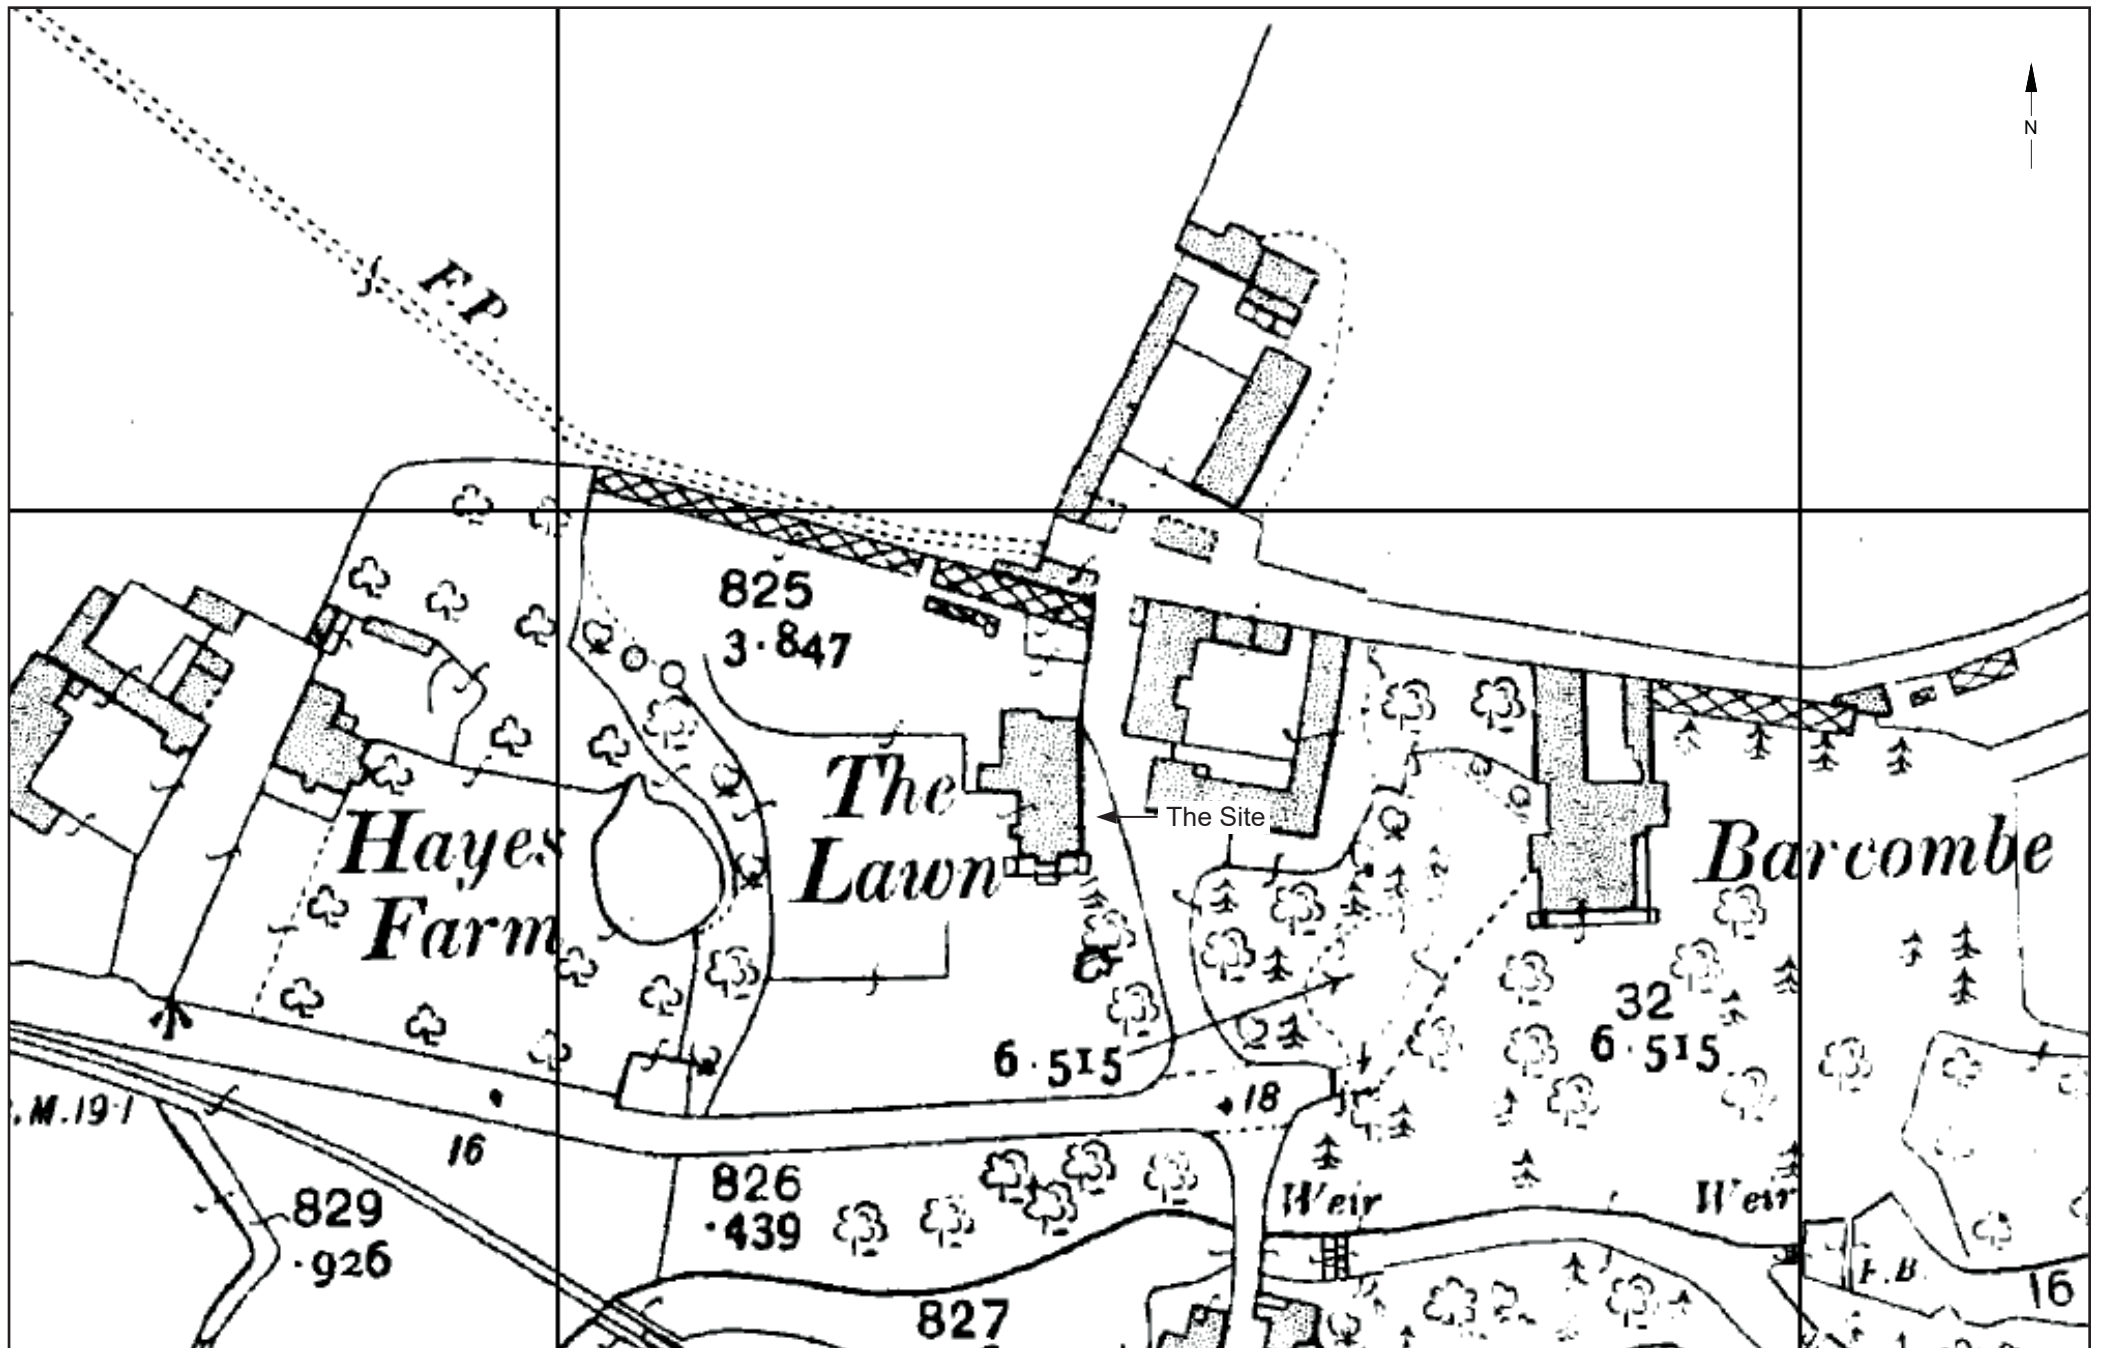 N
F.P.
825
3·847
The
Lawn
The Site
Hayes
Farm
Barcombe
32
6·515
6·515
18
.M.19·1
16
826
·439
829
·926
Weir
Weir
F.B.
16
827